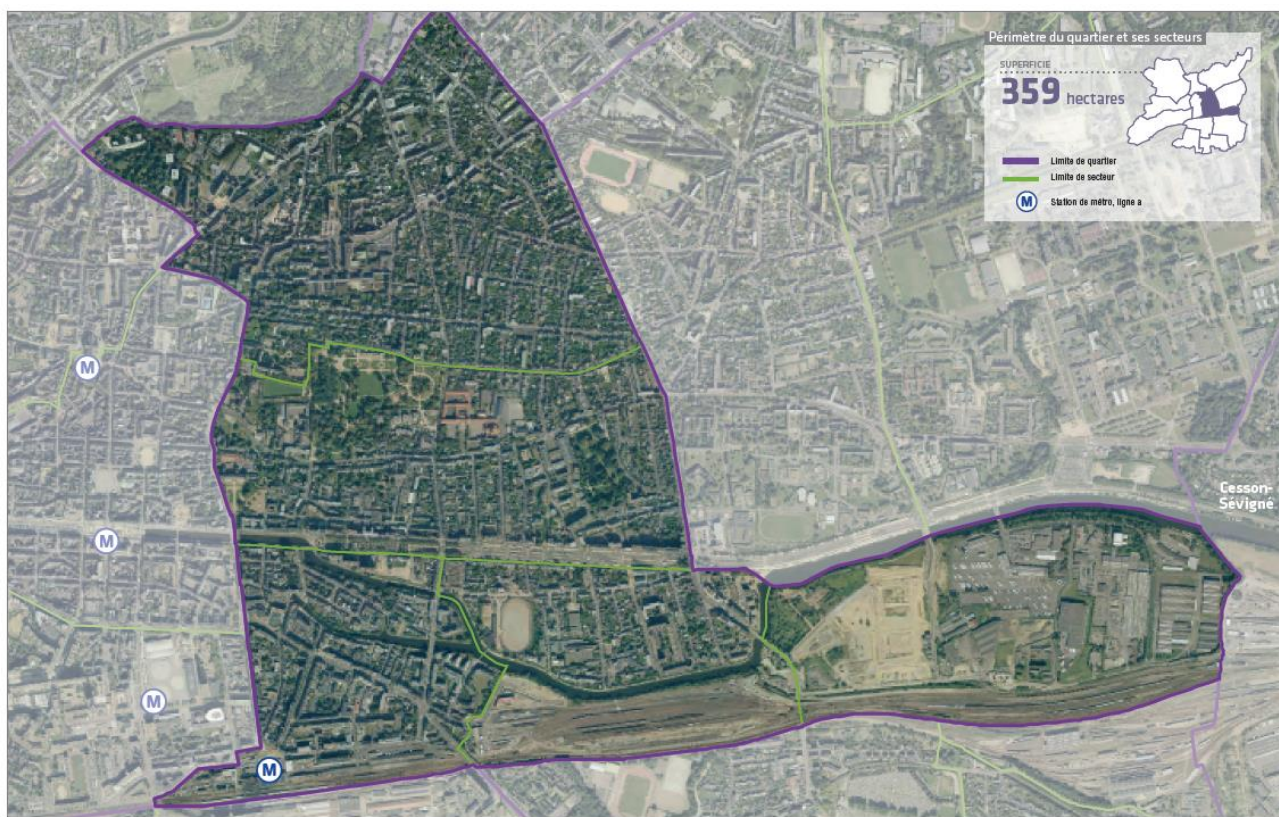 Périmètre du quartier et ses secteurs
SUPERFICIE
359 hectares
Limite de quartier
Limite de secteur
M Station de métro, ligne a
M
M
M
M
Cesson-
Sévigné